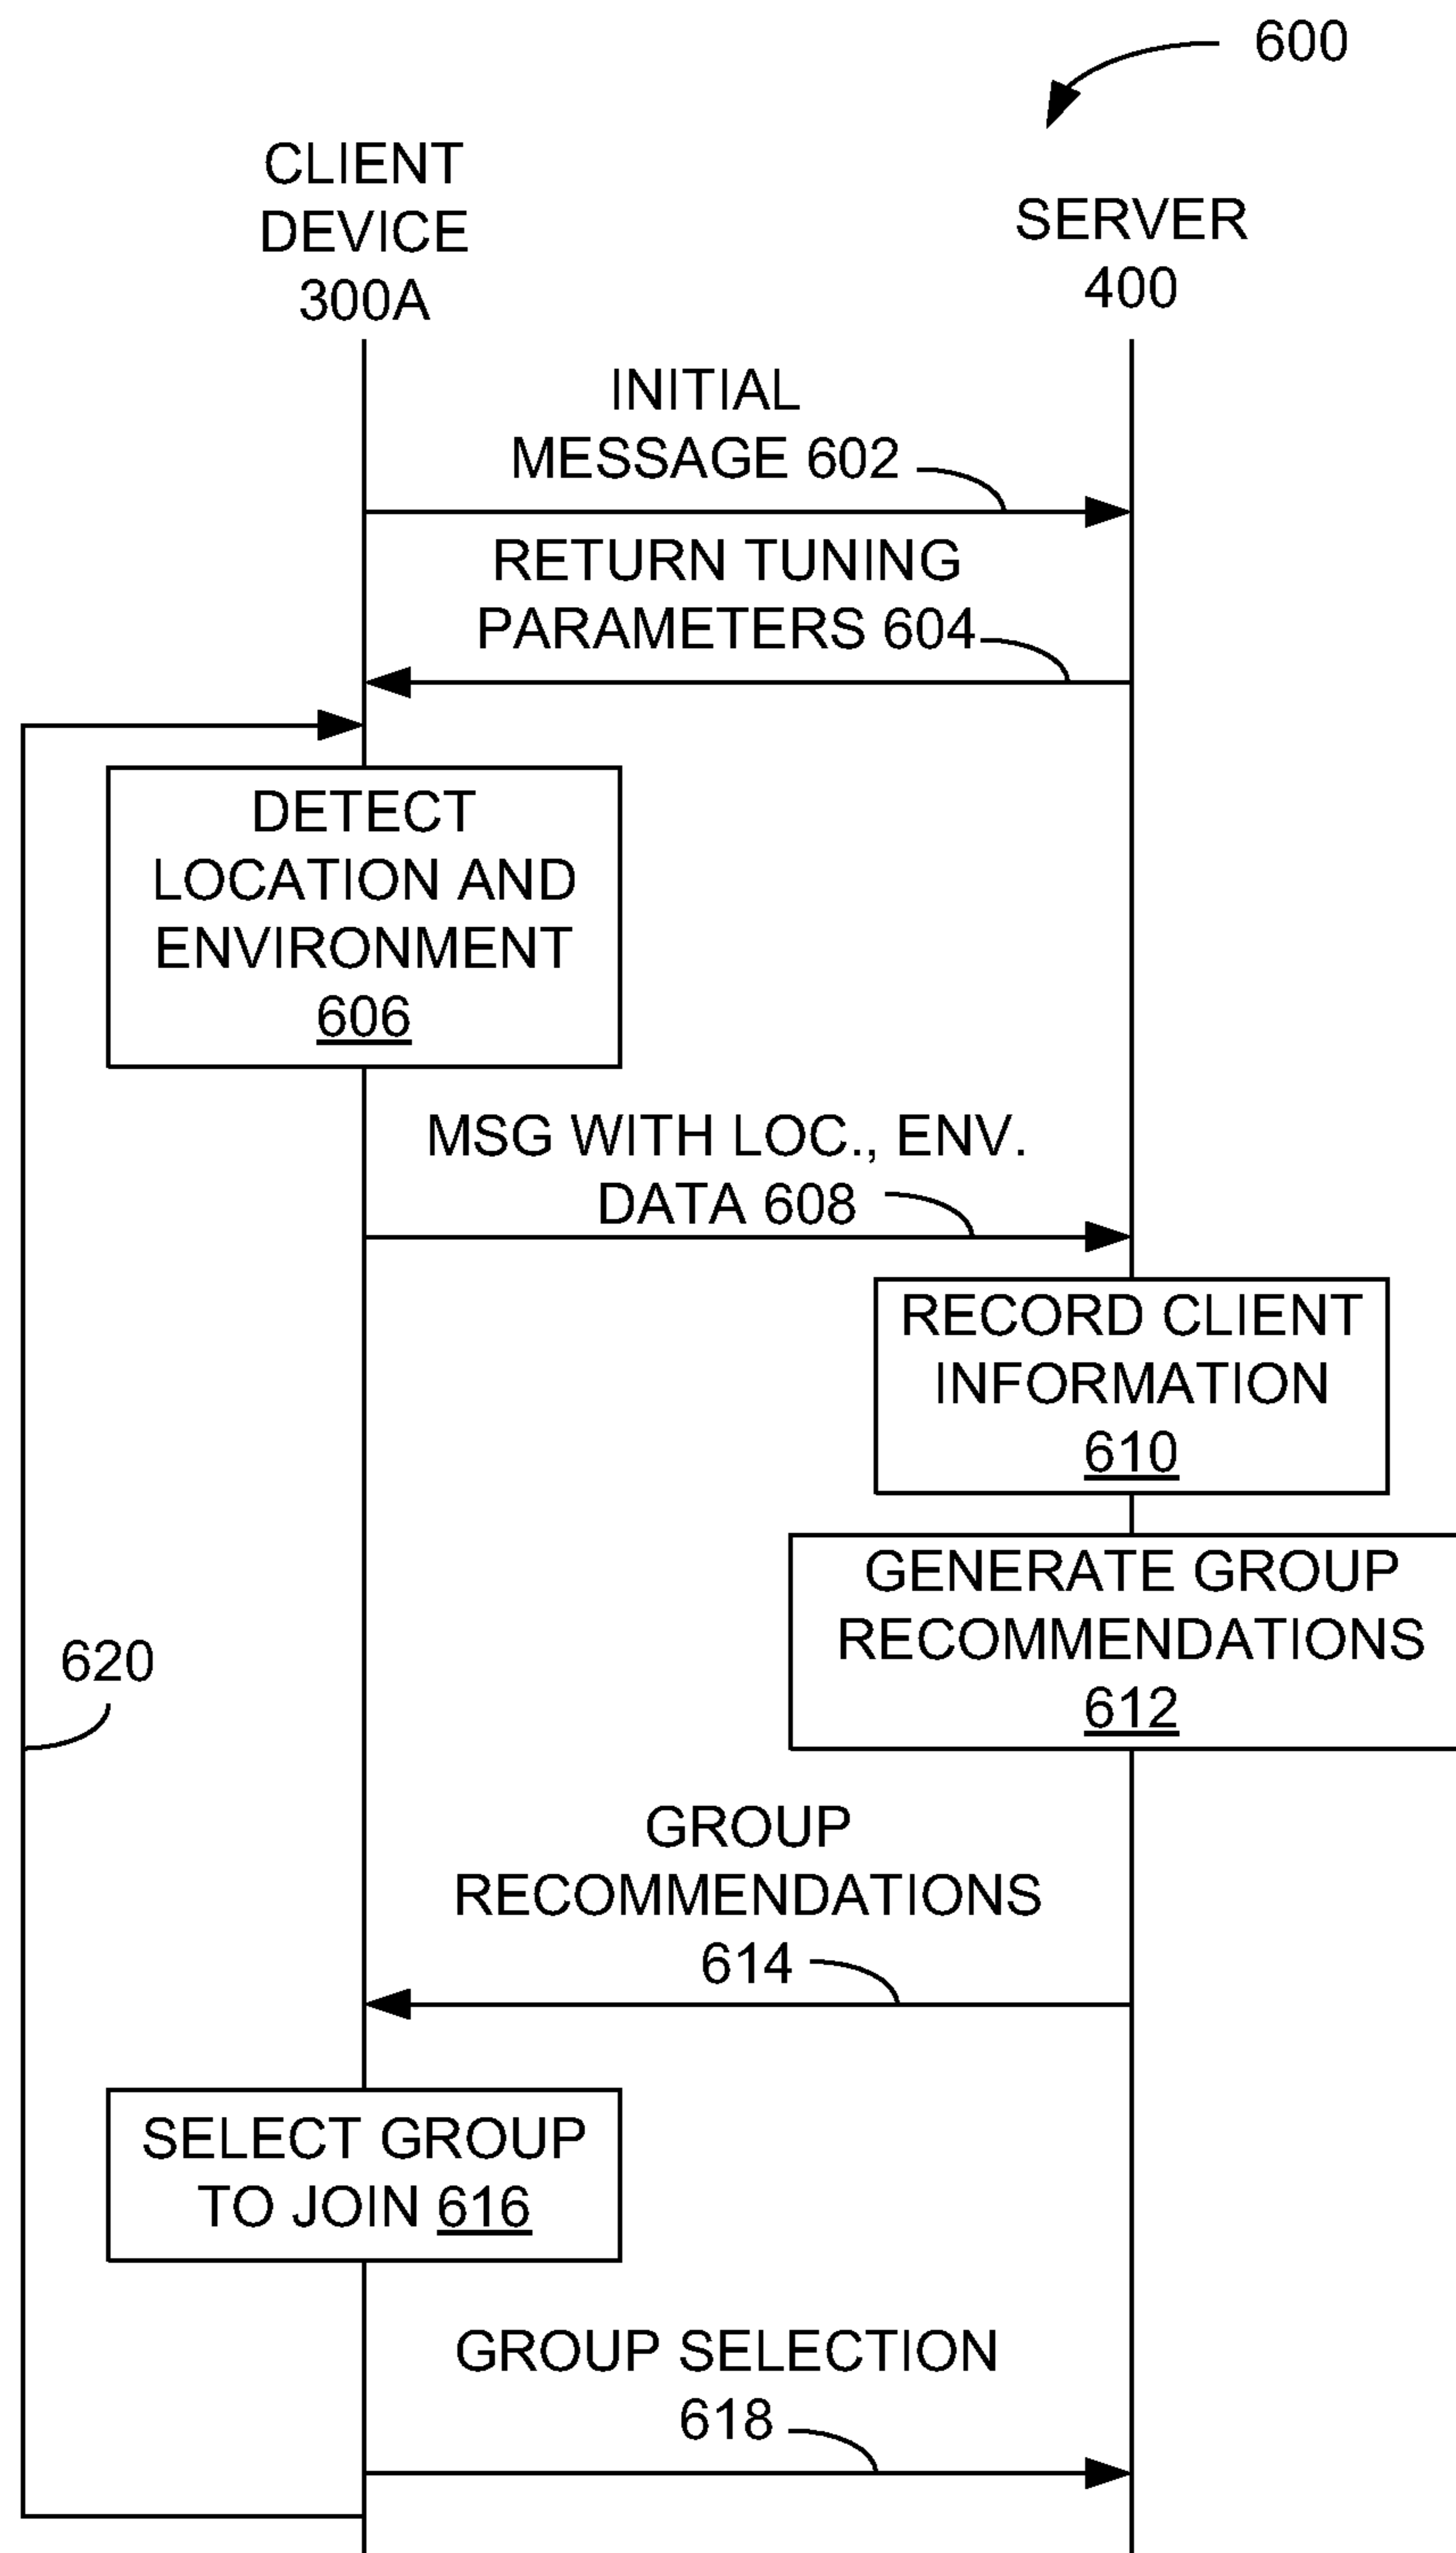 600
CLIENT
DEVICE
300A
SERVER
400
INITIAL
MESSAGE 602
RETURN TUNING
PARAMETERS 604
DETECT
LOCATION AND
ENVIRONMENT
606
MSG WITH LOC., ENV.
DATA 608
RECORD CLIENT
INFORMATION
610
GENERATE GROUP
RECOMMENDATIONS
612
620
GROUP
RECOMMENDATIONS
614
SELECT GROUP
TO JOIN 616
GROUP SELECTION
618